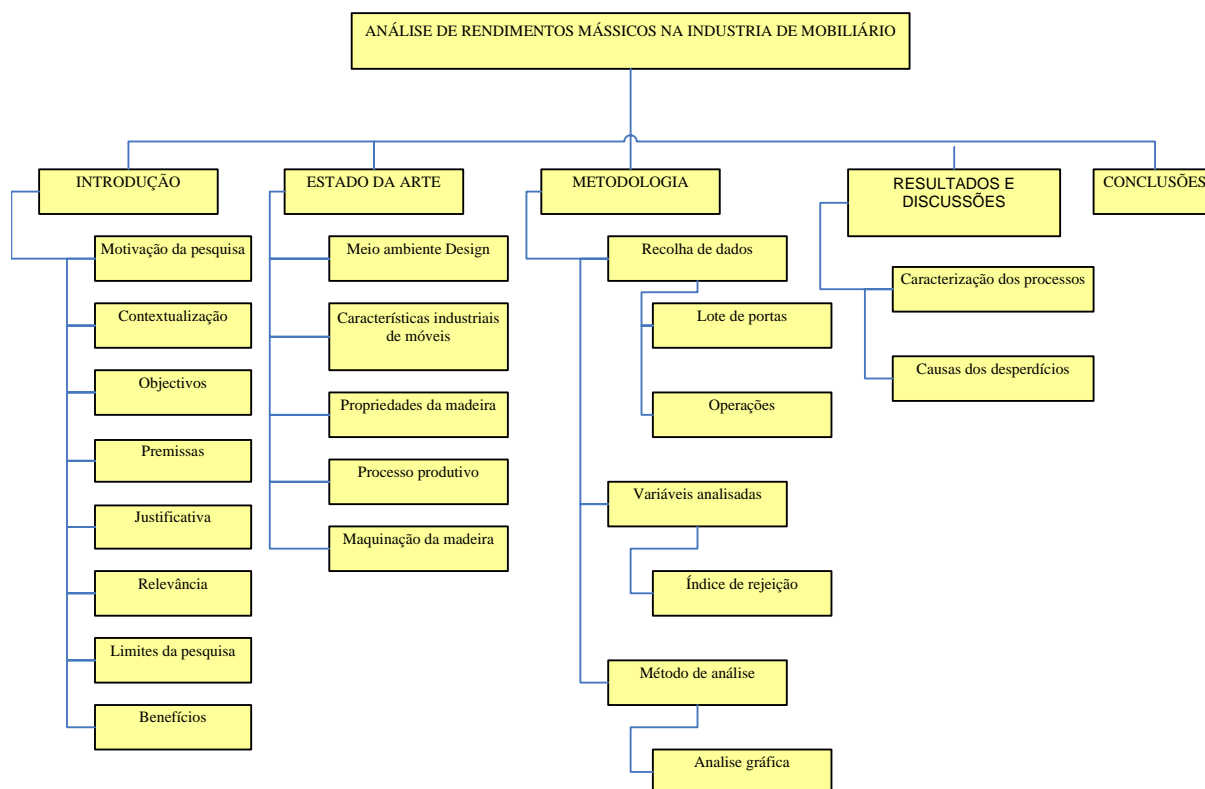 ANÁLISE DE RENDIMENTOS MÁSSICOS NA INDUSTRIA DE MOBILIÁRIO
INTRODUÇÃO
Motivação da pesquisa
Contextualização
Objectivos
Premissas
Justificativa
Relevância
Limites da pesquisa
Benefícios
ESTADO DA ARTE
Meio ambiente Design
Características industriais
de móveis
Propriedades da madeira
Processo produtivo
Maquinação da madeira
METODOLOGIA
Recolha de dados
Lote de portas
Operações
Variáveis analisadas
Índice de rejeição
Método de análise
Analise gráfica
RESULTADOS E
DISCUSSÕES
Caracterização dos processos
Causas dos desperdícios
CONCLUSÕES